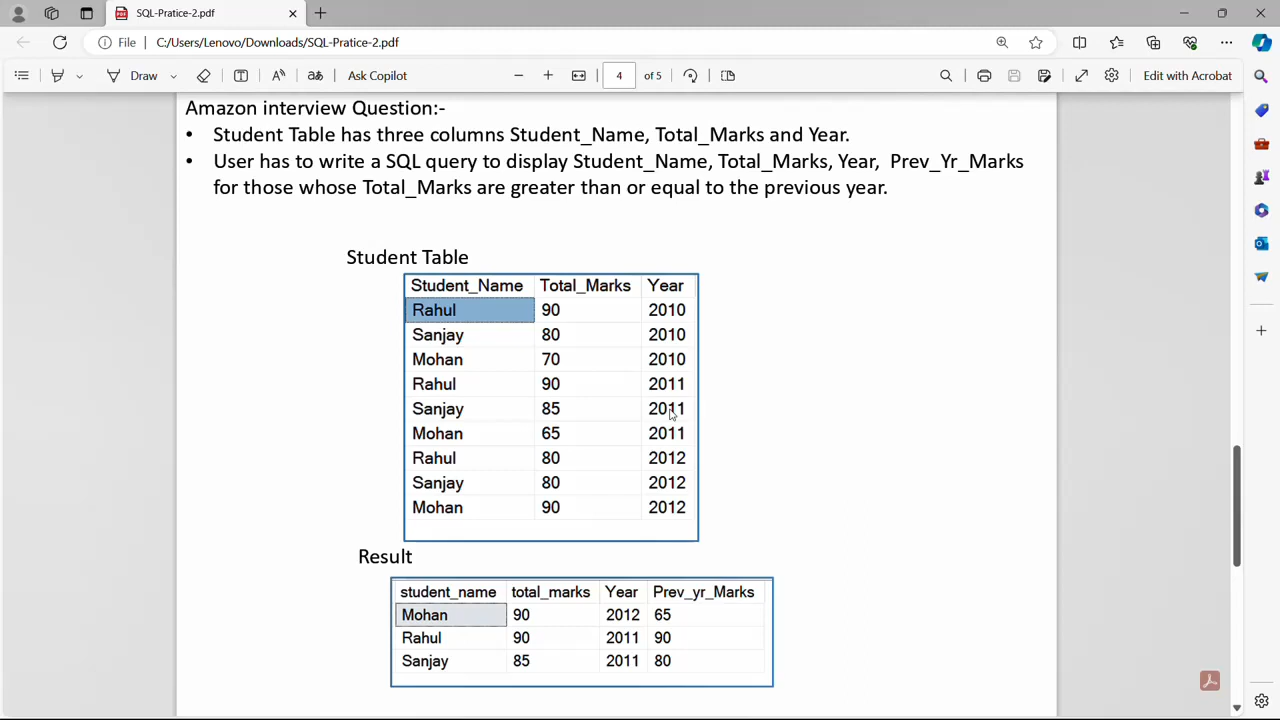 SQL-Pratice-2.pdf
File
C:/Users/Lenovo/Downloads/SQL-Pratice-2.pdf
Draw
Ask Copilot
4 of 5
Edit with Acrobat
Amazon interview Question:-
• Student Table has three columns Student_Name, Total_Marks and Year.
• User has to write a SQL query to display Student_Name, Total_Marks, Year, Prev_Yr_Marks
for those whose Total_Marks are greater than or equal to the previous year.
Student Table
Student_Name Total_Marks Year
Rahul 90 2010
Sanjay 80 2010
Mohan 70 2010
Rahul 90 2011
Sanjay 85 2011
Mohan 65 2011
Rahul 80 2012
Sanjay 80 2012
Mohan 90 2012
Result
student_name total_marks Year Prev_yr_Marks
Mohan 90 2012 65
Rahul 90 2011 90
Sanjay 85 2011 80